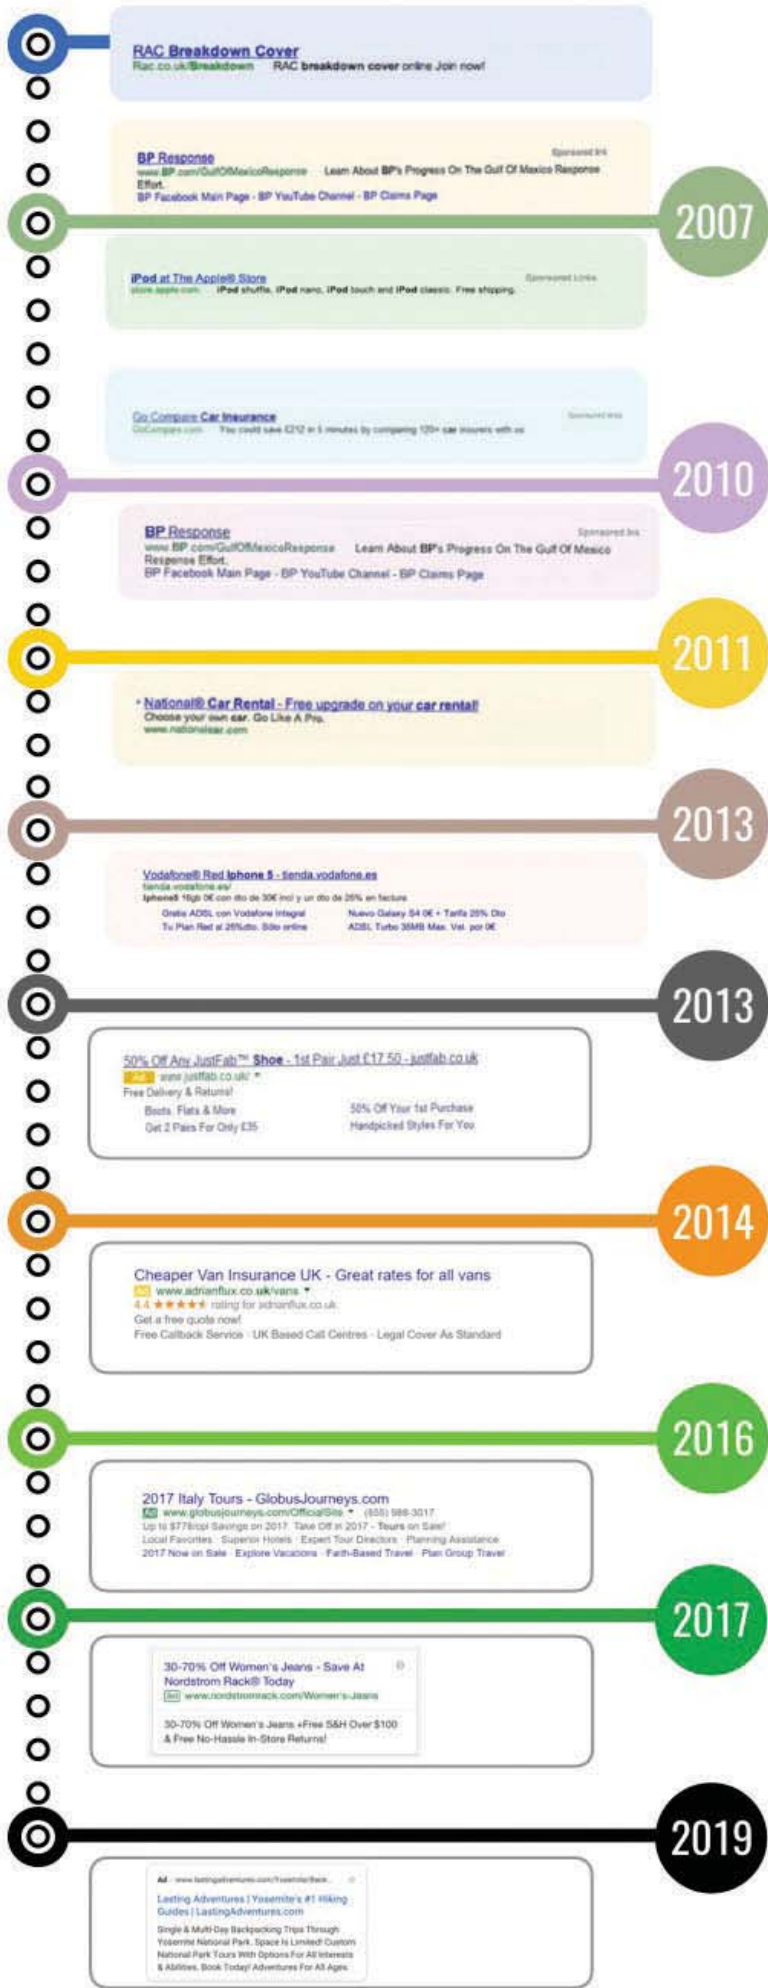 RAC Breakdown Cover
Rac.co.uk/Breakdown RAC breakdown cover online Join now!
BP Response
Sponsored link
www.BP.com/GulfOfMexicoResponse Learn About BP's Progress On The Gulf Of Mexico Response
Effort.
BP Facebook Main Page - BP YouTube Channel - BP Claims Page
2007
iPod at The Apple® Store
Sponsored Links
store.apple.com iPod shuffle, iPod nano, iPod touch and iPod classic. Free shipping.
Go Compare Car Insurance
Sponsored links
GoCompare.com You could save £212 in 5 minutes by comparing 120+ car insurers with us
2010
BP Response
Sponsored link
www.BP.com/GulfOfMexicoResponse Learn About BP's Progress On The Gulf Of Mexico
Response Effort.
BP Facebook Main Page - BP YouTube Channel - BP Claims Page
2011
National® Car Rental - Free upgrade on your car rental!
Choose your own car. Go Like A Pro.
www.nationalcar.com
2013
Vodafone® Red Iphone 5 - tienda.vodafone.es
tienda.vodafone.es/
Iphone5 16gb 0€ con dto de 30€ incl y un dto de 25% en factura
Gratis ADSL con Vodafone Integral Nuevo Galaxy S4 0€ + Tarifa 25% Dto
Tu Plan Red al 25%dto. Sólo online ADSL Turbo 35MB Max. Vel. por 0€
2013
50% Off Any JustFab™ Shoe - 1st Pair Just £17.50 - justfab.co.uk
Ad www.justfab.co.uk/
Free Delivery & Returns!
Boots, Flats & More 50% Off Your 1st Purchase
Get 2 Pairs For Only £35 Handpicked Styles For You
2014
Cheaper Van Insurance UK - Great rates for all vans
Ad www.adrianflux.co.uk/vans
4.4 ★★★★★ rating for adrianflux.co.uk
Get a free quote now!
Free Callback Service · UK Based Call Centres · Legal Cover As Standard
2016
2017 Italy Tours - GlobusJourneys.com
Ad www.globusjourneys.com/OfficialSite (855) 988-3017
Up to $778/cpl Savings on 2017. Take Off in 2017 - Tours on Sale!
Local Favorites · Superior Hotels · Expert Tour Directors · Planning Assistance
2017 Now on Sale · Explore Vacations · Faith-Based Travel · Plan Group Travel
2017
30-70% Off Women's Jeans - Save At
Nordstrom Rack® Today
Ad www.nordstromrack.com/Women's-Jeans
30-70% Off Women's Jeans +Free S&H Over $100
& Free No-Hassle In-Store Returns!
2019
Ad · www.lastingadventures.com/Yosemite/Back...
Lasting Adventures | Yosemite's #1 Hiking
Guides | LastingAdventures.com
Single & Multi-Day Backpacking Trips Through
Yosemite National Park. Space Is Limited! Custom
National Park Tours With Options For All Interests
& Abilities. Book Today! Adventures For All Ages